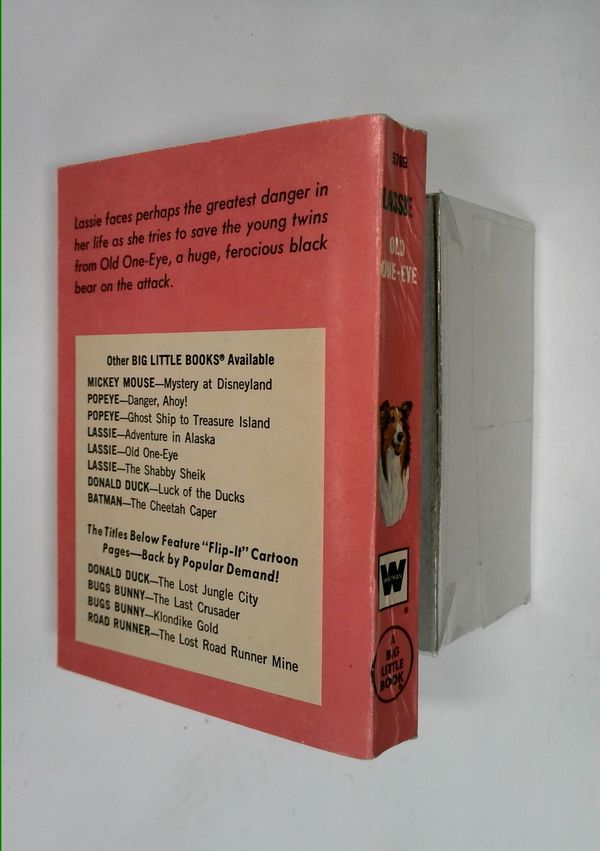 Lassie faces perhaps the greatest danger in
her life as she tries to save the young twins
from Old One-Eye, a huge, ferocious black
bear on the attack.
Other BIG LITTLE BOOKS® Available
MICKEY MOUSE—Mystery at Disneyland
POPEYE—Danger, Ahoy!
POPEYE—Ghost Ship to Treasure Island
LASSIE—Adventure in Alaska
LASSIE—Old One-Eye
LASSIE—The Shabby Sheik
DONALD DUCK—Luck of the Ducks
BATMAN—The Cheetah Caper
The Titles Below Feature "Flip-It" Cartoon
Pages—Back by Popular Demand!
DONALD DUCK—The Lost Jungle City
BUGS BUNNY—The Last Crusader
BUGS BUNNY—Klondike Gold
ROAD RUNNER—The Lost Road Runner Mine
LASSIE
OLD
ONE-EYE
W
WHITMAN
®
A
BIG
LITTLE
BOOK®